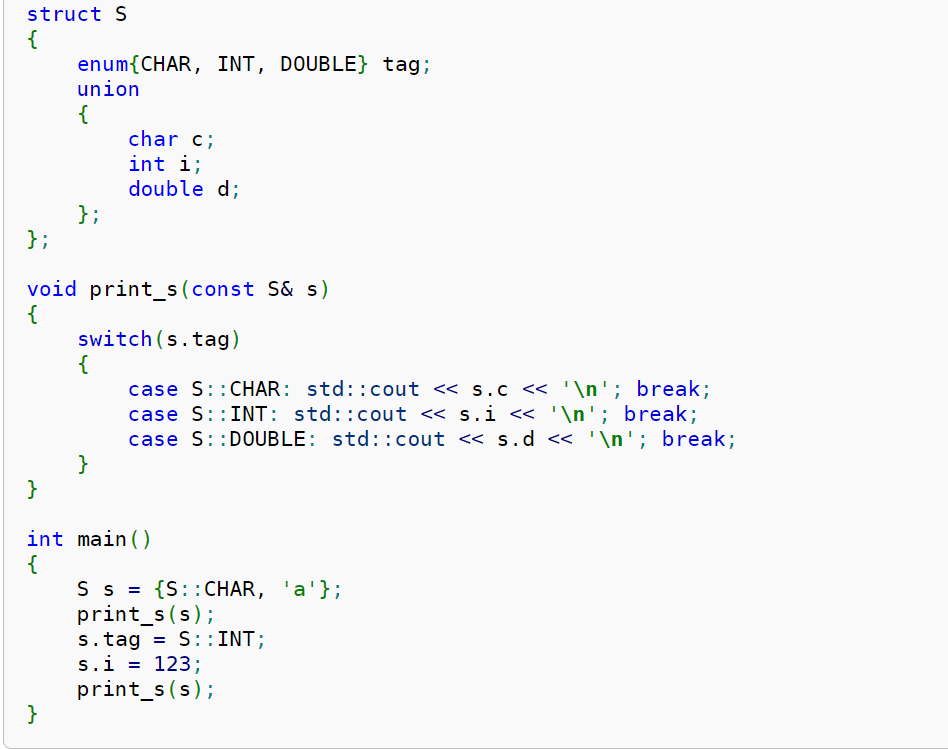 struct S
{
    enum{CHAR, INT, DOUBLE} tag;
    union
    {
        char c;
        int i;
        double d;
    };
};

void print_s(const S& s)
{
    switch(s.tag)
    {
        case S::CHAR: std::cout << s.c << '\n'; break;
        case S::INT: std::cout << s.i << '\n'; break;
        case S::DOUBLE: std::cout << s.d << '\n'; break;
    }
}

int main()
{
    S s = {S::CHAR, 'a'};
    print_s(s);
    s.tag = S::INT;
    s.i = 123;
    print_s(s);
}